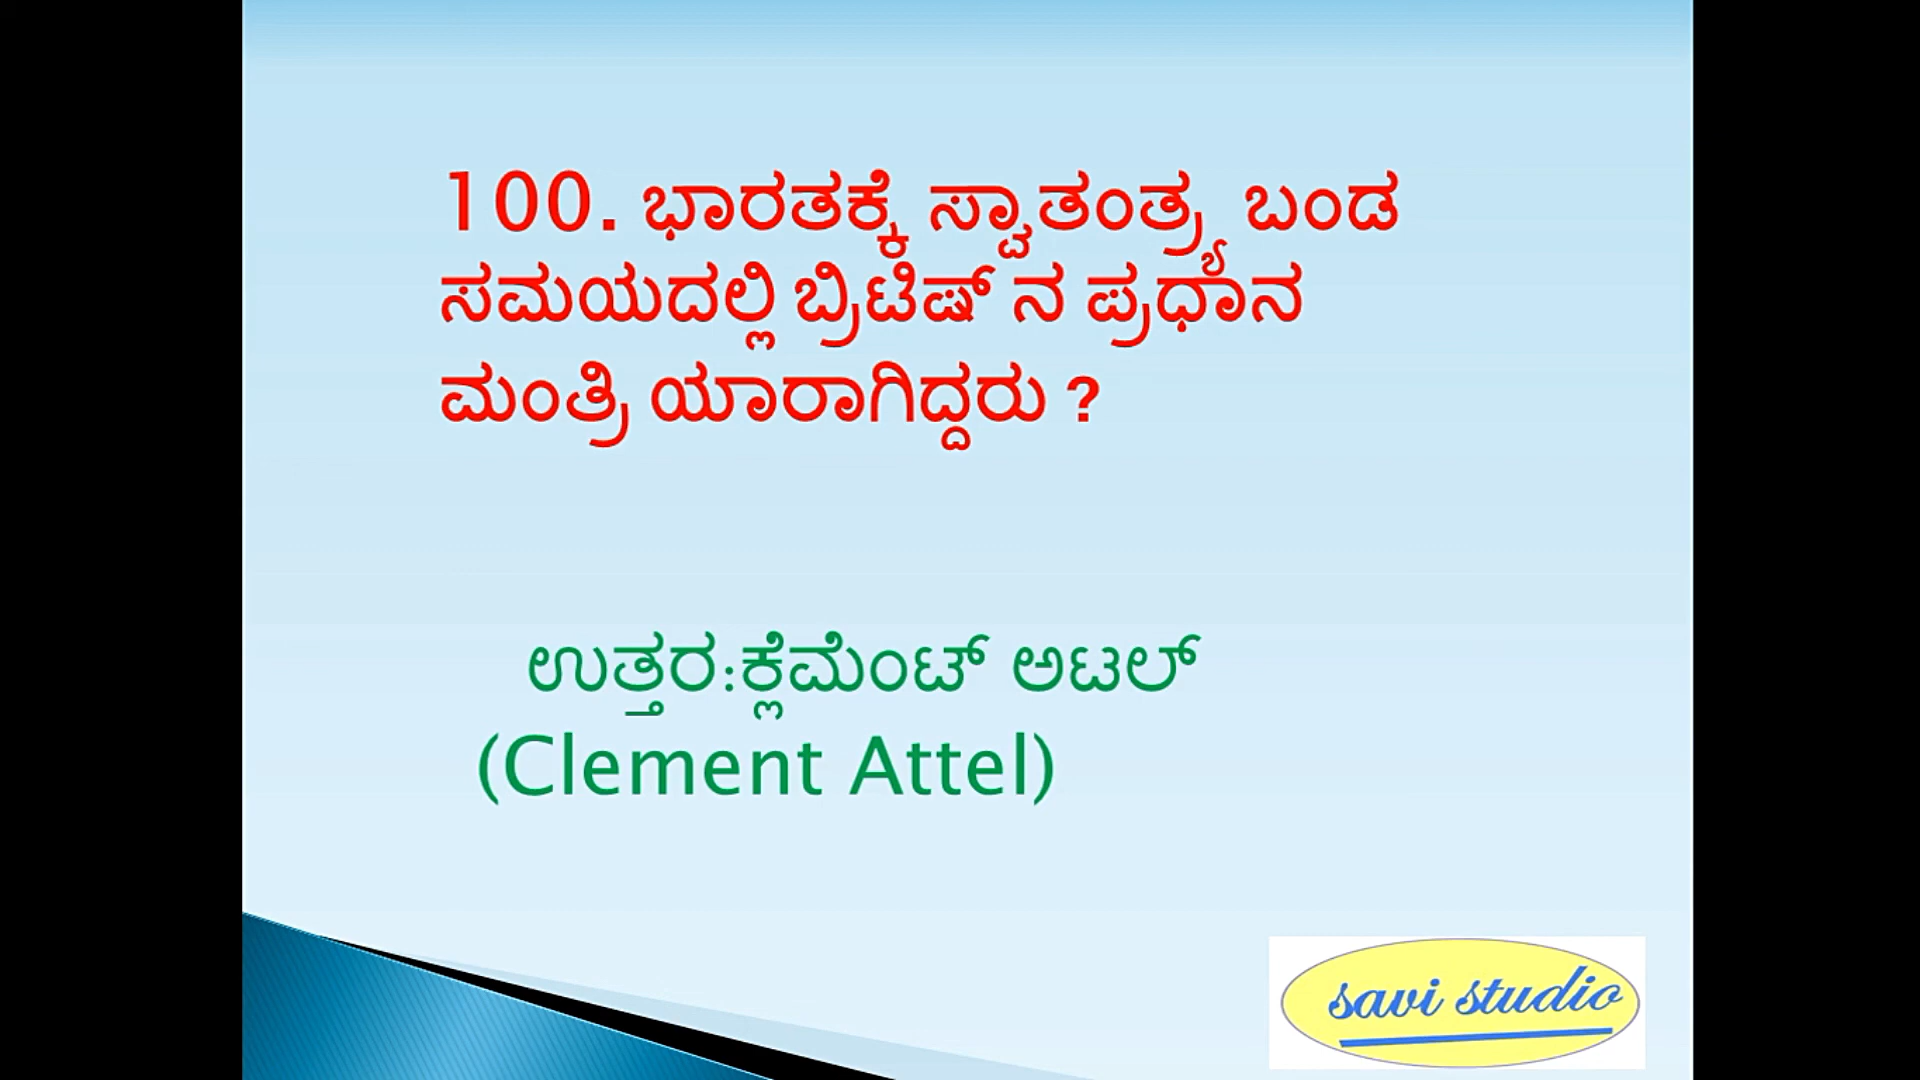 100. ಭಾರತಕ್ಕೆ ಸ್ವಾತಂತ್ರ್ಯ ಬಂಡ
ಸಮಯದಲ್ಲಿ ಬ್ರಿಟಿಷ್ ನ ಪ್ರಧಾನ
ಮಂತ್ರಿ ಯಾರಾಗಿದ್ದರು ?
ಉತ್ತರ:ಕ್ಲೆಮೆಂಟ್ ಅಟಲ್
(Clement Attel)
savi studio